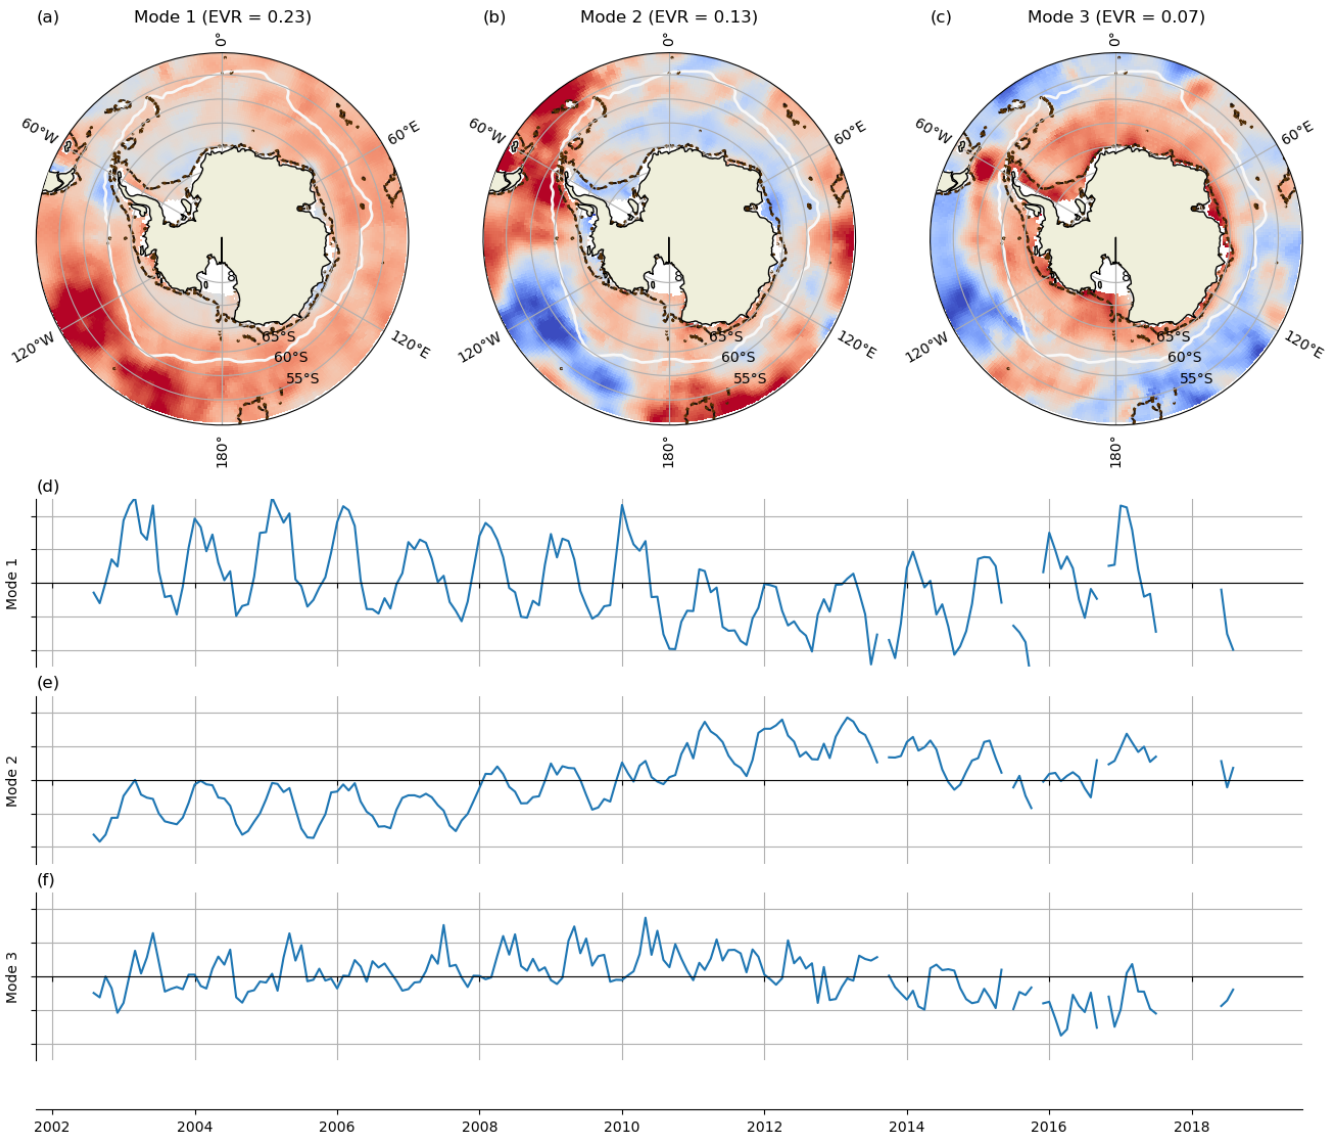 (a) Mode 1 (EVR = 0.23)
(b) Mode 2 (EVR = 0.13)
(c) Mode 3 (EVR = 0.07)
0° 0° 0°
60°W 60°E 60°W 60°E 60°W 60°E
65°S 65°S 65°S
60°S 60°S 60°S
55°S 55°S 55°S
120°W 120°E 120°W 120°E 120°W 120°E
180° 180° 180°
(d)
Mode 1
(e)
Mode 2
(f)
Mode 3
2002 2004 2006 2008 2010 2012 2014 2016 2018